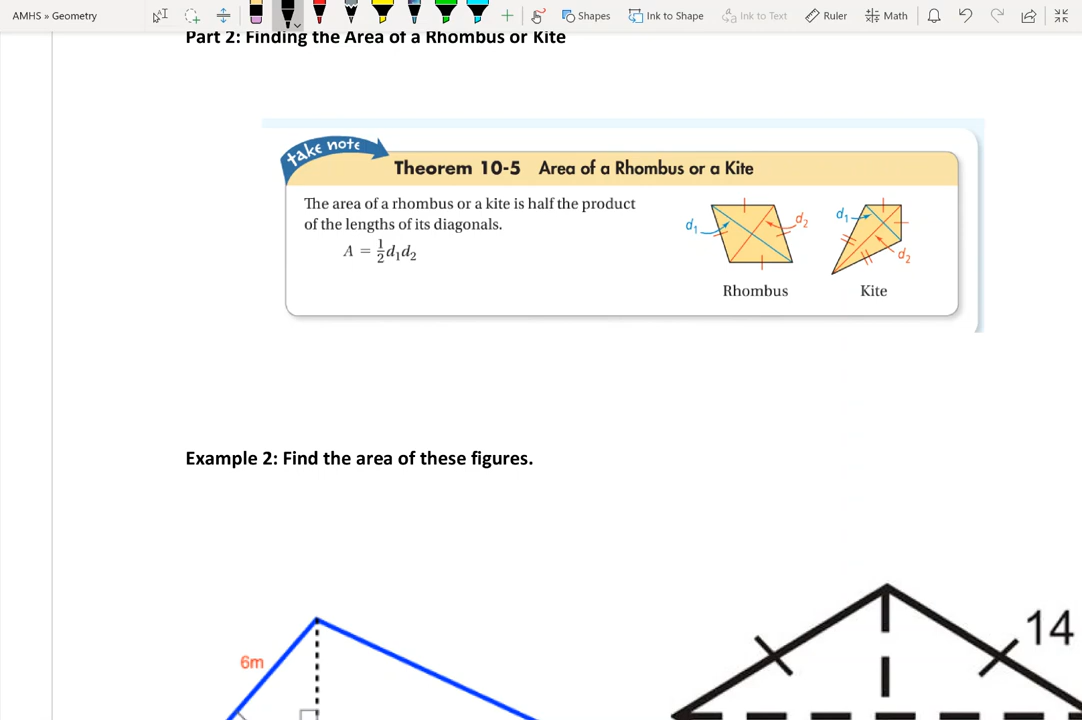 AMHS » Geometry
Shapes
Ink to Shape
Ink to Text
Ruler
Math
Part 2: Finding the Area of a Rhombus or Kite
take note
Theorem 10-5 Area of a Rhombus or a Kite
The area of a rhombus or a kite is half the product
of the lengths of its diagonals.
A = 1/2 d₁d₂
d₁
d₂
d₁
d₂
Rhombus
Kite
Example 2: Find the area of these figures.
6m
14